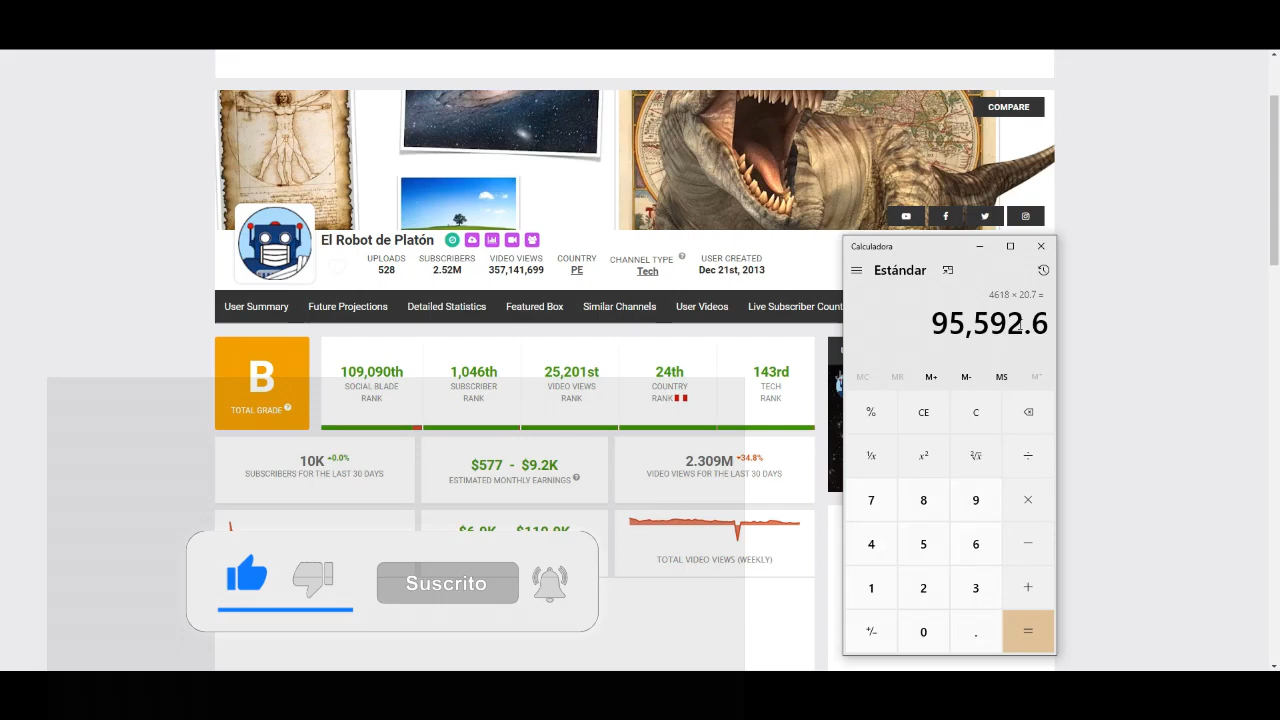 COMPARE
El Robot de Platón
UPLOADS
528
SUBSCRIBERS
2.52M
VIDEO VIEWS
357,141,699
COUNTRY
PE
CHANNEL TYPE ?
Tech
USER CREATED
Dec 21st, 2013
User Summary
Future Projections
Detailed Statistics
Featured Box
Similar Channels
User Videos
Live Subscriber Count
B
TOTAL GRADE ?
109,090th
SOCIAL BLADE
RANK
1,046th
SUBSCRIBER
RANK
25,201st
VIDEO VIEWS
RANK
24th
COUNTRY
RANK
143rd
TECH
RANK
10K +0.0%
SUBSCRIBERS FOR THE LAST 30 DAYS
$577 - $9.2K
ESTIMATED MONTHLY EARNINGS ?
2.309M 34.8%
VIDEO VIEWS FOR THE LAST 30 DAYS
TOTAL VIDEO VIEWS (WEEKLY)
Suscrito
Calculadora
Estándar
4618 × 20.7 =
95,592.6
MC MR M+ M- MS M˅
% CE C
¹/x x² ²√x ÷
7 8 9 ×
4 5 6 −
1 2 3 +
+/− 0 . =